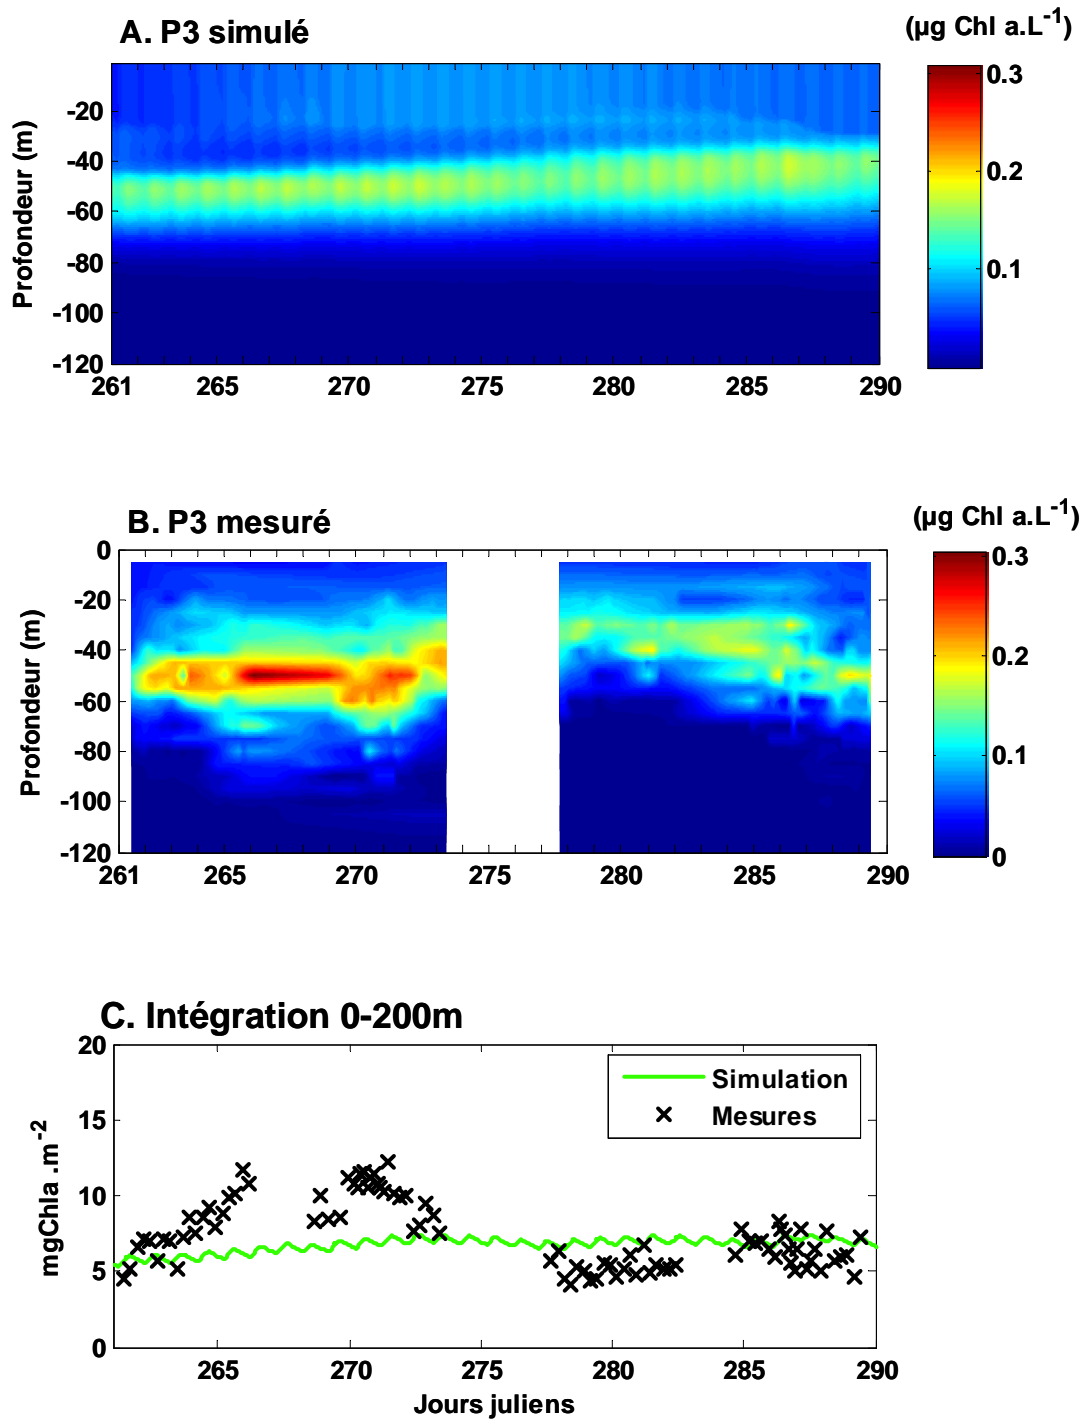 A. P3 simulé
(µg Chl a.L-1)
0.3
0.2
0.1
Profondeur (m)
-20
-40
-60
-80
-100
-120
261 265 270 275 280 285 290
B. P3 mesuré
(µg Chl a.L-1)
0.3
0.2
0.1
0
Profondeur (m)
0
-20
-40
-60
-80
-100
-120
261 265 270 275 280 285 290
C. Intégration 0-200m
mgChla .m-2
20
15
10
5
0
Simulation
Mesures
265 270 275 280 285 290
Jours juliens